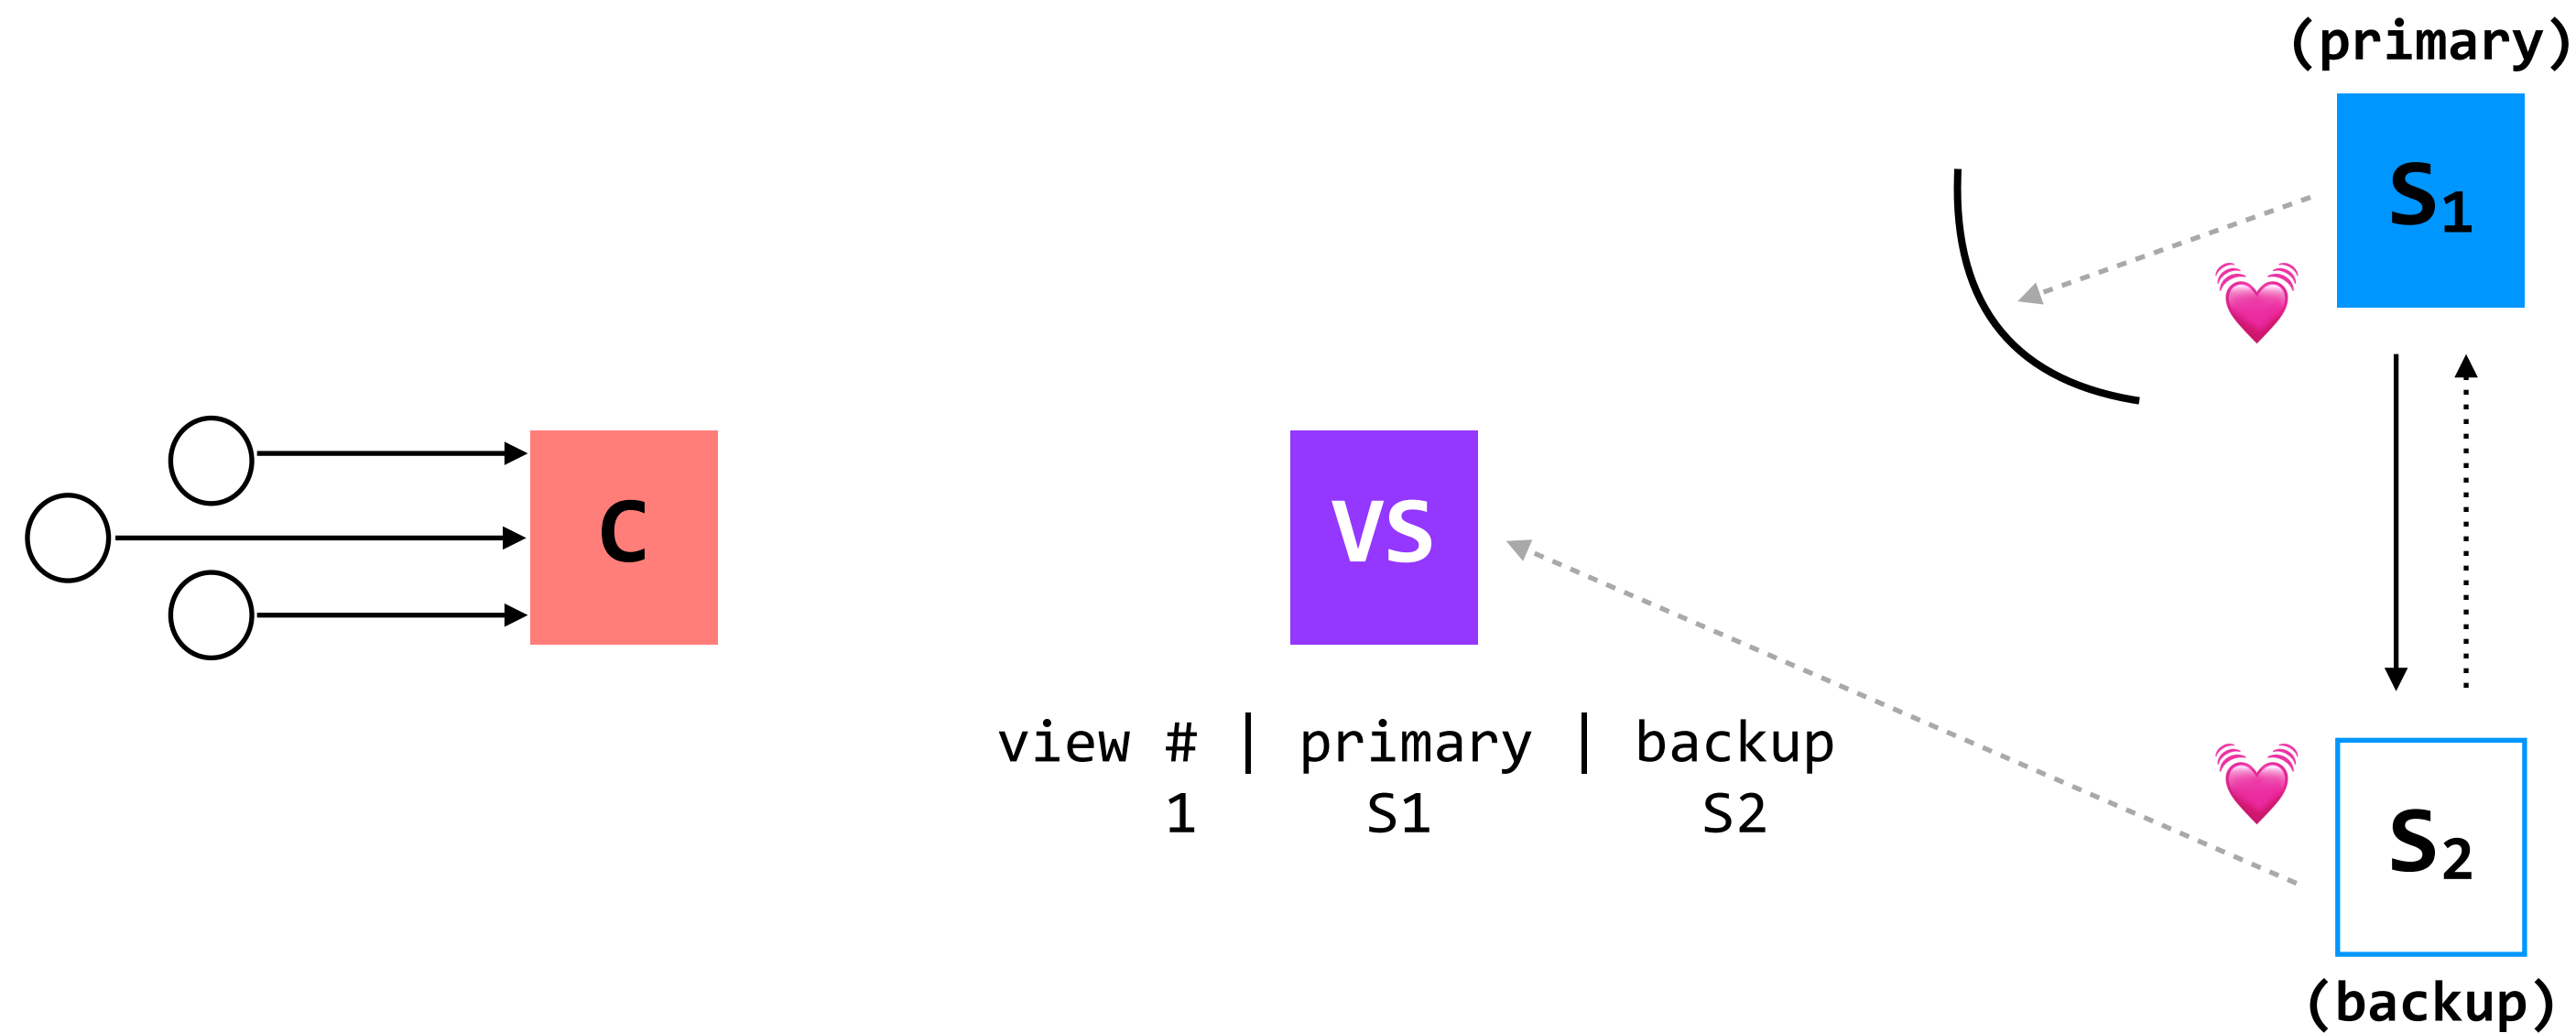 (primary)
S₁
C
VS
view # | primary | backup
1 S1 S2
S₂
(backup)